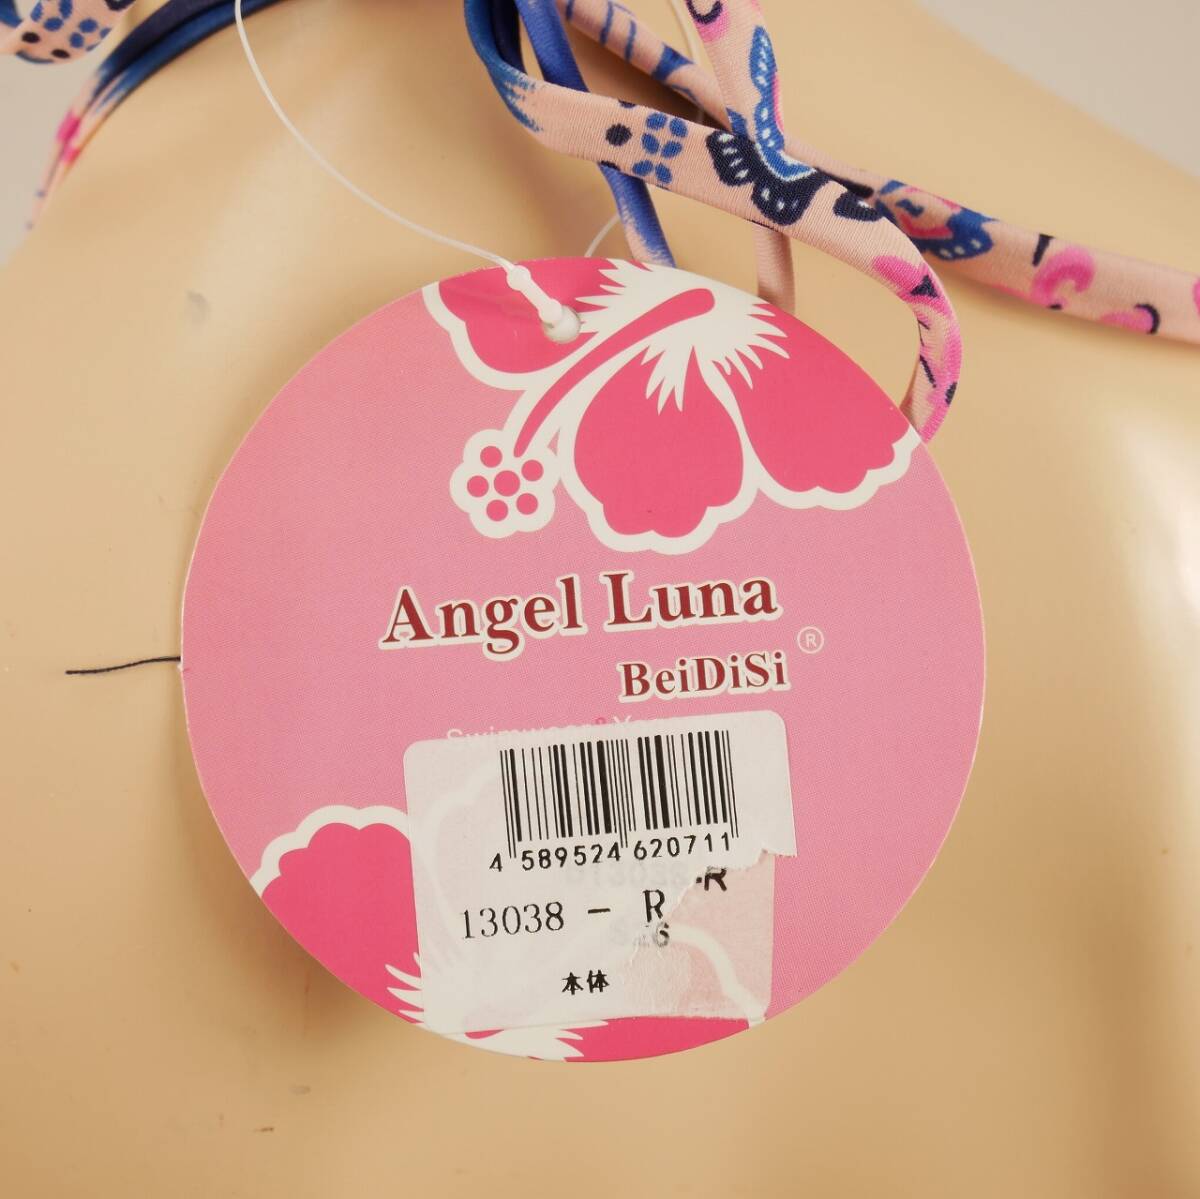 Angel Luna
BeiDiSi ®
4 589524 620711
-R
13038 - R
本体